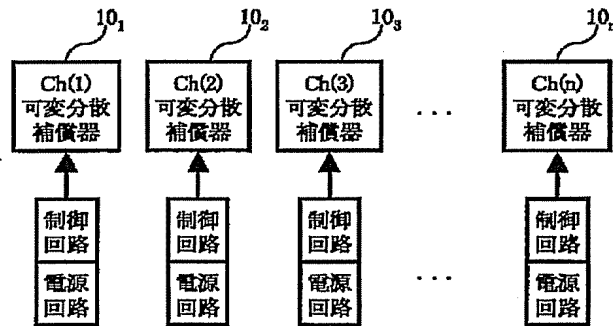 10₁ 10₂ 10₃ 10
Ch(1) Ch(2) Ch(3) Ch(n)
可変分散 可変分散 可変分散 可変分散
補償器 補償器 補償器 ... 補償器
制御 制御 制御 制御
回路 回路 回路 回路
電源 電源 電源 ... 電源
回路 回路 回路 回路